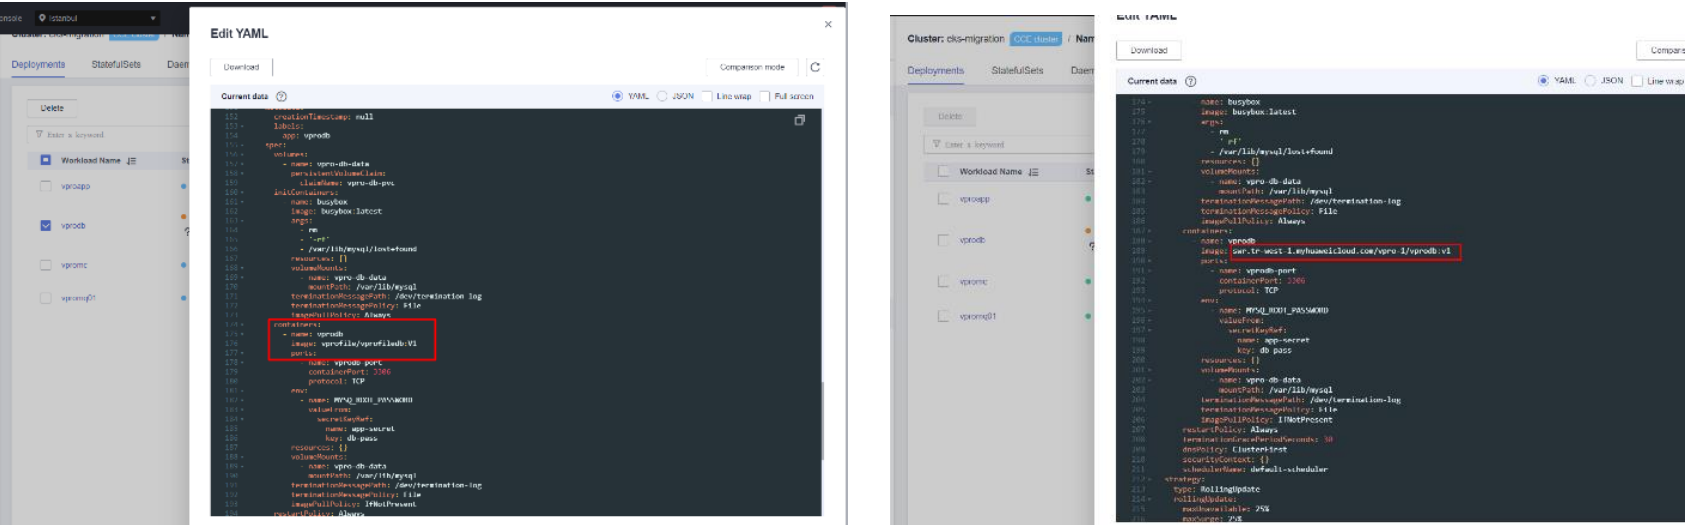 Istanbul
Deployments StatefulSets
Delete
Enter a keyword
Workload Name
vproapp
vprodb
vpromc
vpromq01
Edit YAML
Download
Comparison mode
Current data
YAML JSON Line wrap Full screen
152 creationTimestamp: null
153 labels:
154 app: vprodb
155 spec:
156 volumes:
157 - name: vpro-db-data
158 persistentVolumeClaim:
159 claimName: vpro-db-pvc
160 initContainers:
161 - name: busybox
162 image: busybox:latest
163 args:
164 - rm
165 - '-rf'
166 - /var/lib/mysql/lost+found
167 resources: {}
168 volumeMounts:
169 - name: vpro-db-data
170 mountPath: /var/lib/mysql
171 terminationMessagePath: /dev/termination-log
172 terminationMessagePolicy: File
173 imagePullPolicy: Always
174 containers:
175 - name: vprodb
176 image: vprofile/vprofiledb:V1
177 ports:
178 - name: vprodb-port
179 containerPort: 3306
180 protocol: TCP
181 env:
182 - name: MYSQ_ROOT_PASSWORD
183 valueFrom:
184 secretKeyRef:
185 name: app-secret
186 key: db-pass
187 resources: {}
188 volumeMounts:
189 - name: vpro-db-data
190 mountPath: /var/lib/mysql
191 terminationMessagePath: /dev/termination-log
192 terminationMessagePolicy: File
193 imagePullPolicy: IfNotPresent
194 restartPolicy: Always
Cluster: cks-migration CCE cluster / Nam
Deployments StatefulSets Daem
Delete
Enter a keyword
Workload Name St
vproapp
vprodb
vpromc
vpromq01
Edit YAML
Download
Compariso
Current data
YAML JSON Line wrap
174 name: busybox
175 image: busybox:latest
176 args:
177 - rm
178 - '-rf'
179 - /var/lib/mysql/lost+found
180 resources: {}
181 volumeMounts:
182 - name: vpro-db-data
183 mountPath: /var/lib/mysql
184 terminationMessagePath: /dev/termination-log
185 terminationMessagePolicy: File
186 imagePullPolicy: Always
187 containers:
188 - name: vprodb
189 image: swr.tr-west-1.myhuaweicloud.com/vpro-1/vprodb:v1
190 ports:
191 - name: vprodb-port
192 containerPort: 3306
193 protocol: TCP
194 env:
195 - name: MYSQ_ROOT_PASSWORD
196 valueFrom:
197 secretKeyRef:
198 name: app-secret
199 key: db-pass
200 resources: {}
201 volumeMounts:
202 - name: vpro-db-data
203 mountPath: /var/lib/mysql
204 terminationMessagePath: /dev/termination-log
205 terminationMessagePolicy: File
206 imagePullPolicy: IfNotPresent
207 restartPolicy: Always
208 terminationGracePeriodSeconds: 30
209 dnsPolicy: ClusterFirst
210 securityContext: {}
211 schedulerName: default-scheduler
212 strategy:
213 type: RollingUpdate
214 rollingUpdate:
215 maxUnavailable: 25%
216 maxSurge: 25%